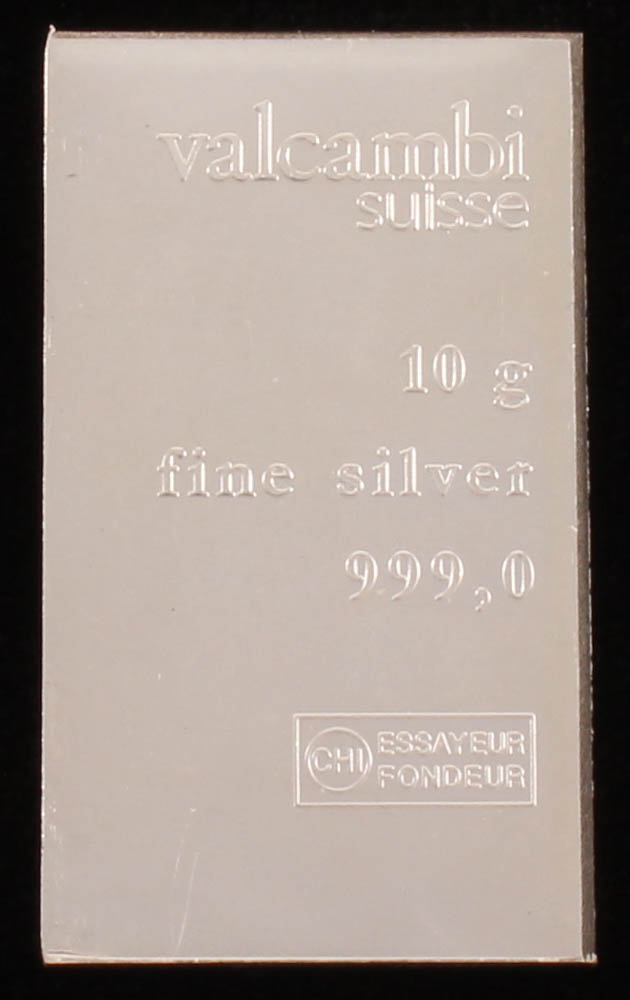 valcambi
suisse
10 g
fine silver
999,0
CHI ESSAYEUR
FONDEUR